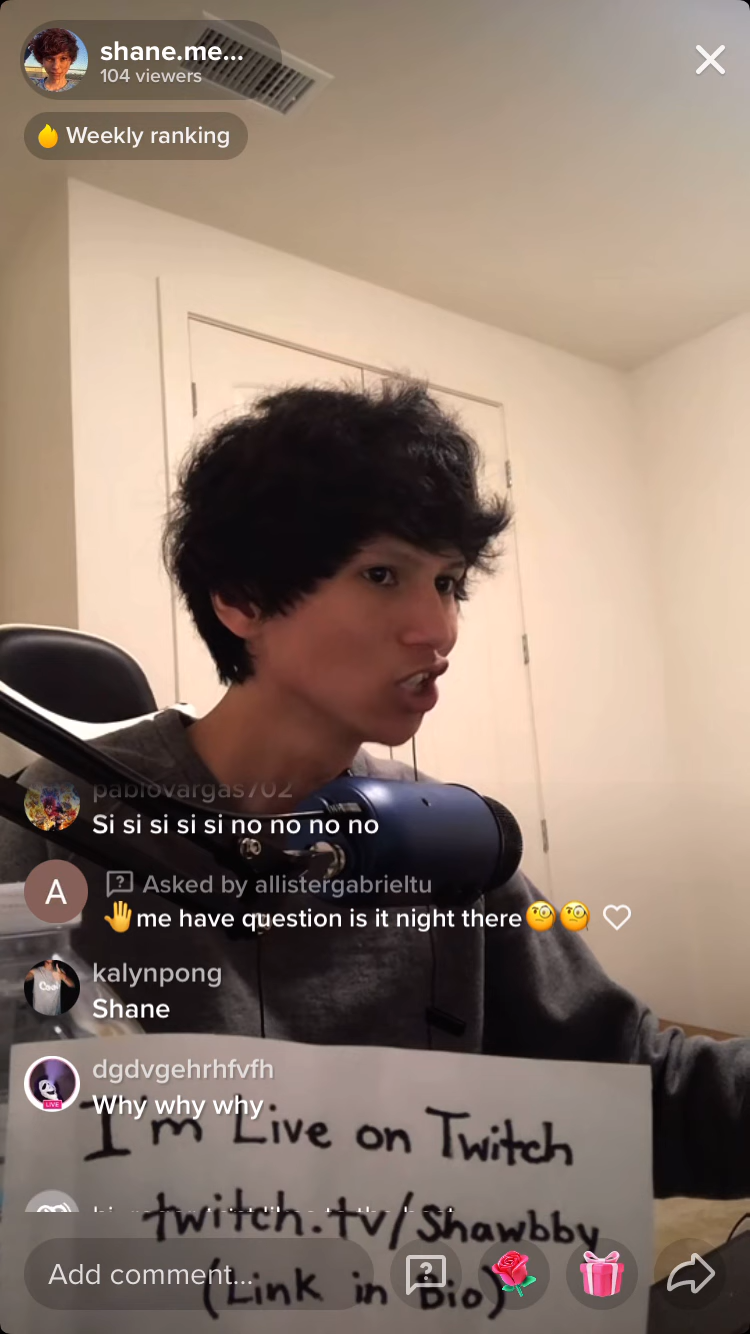 shane.me...
104 viewers
Weekly ranking
pablovargas702
Si si si si si no no no no
A
Asked by allistergabrieltu
me have question is it night there
kalynpong
Shane
dgdvgehrhfvfh
Why why why
LIVE
I'm Live on Twitch
twitch.tv/Shawbby
(Link in Bio)
Add comment...